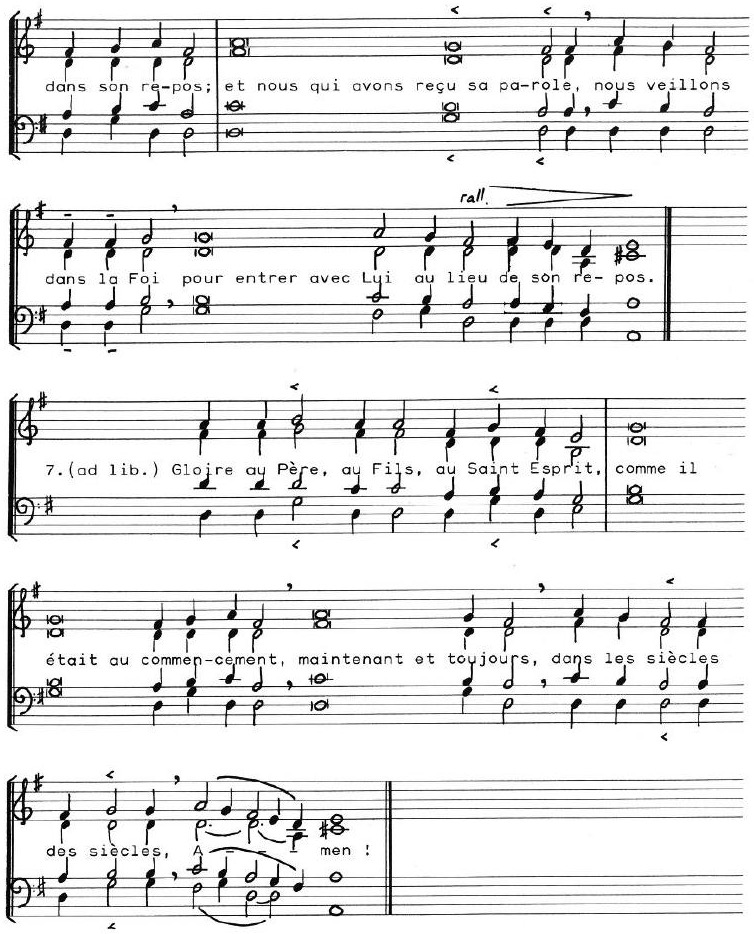 dans son re-pos; et nous qui avons reçu sa pa-role, nous veillons
rall.
dans la Foi pour entrer avec Lui au lieu de son re- pos.
7.(ad lib.) Gloire au Père, au Fils, au Saint Esprit, comme il
était au commen-cement, maintenant et toujours, dans les siècles
des siècles, A - - - men !